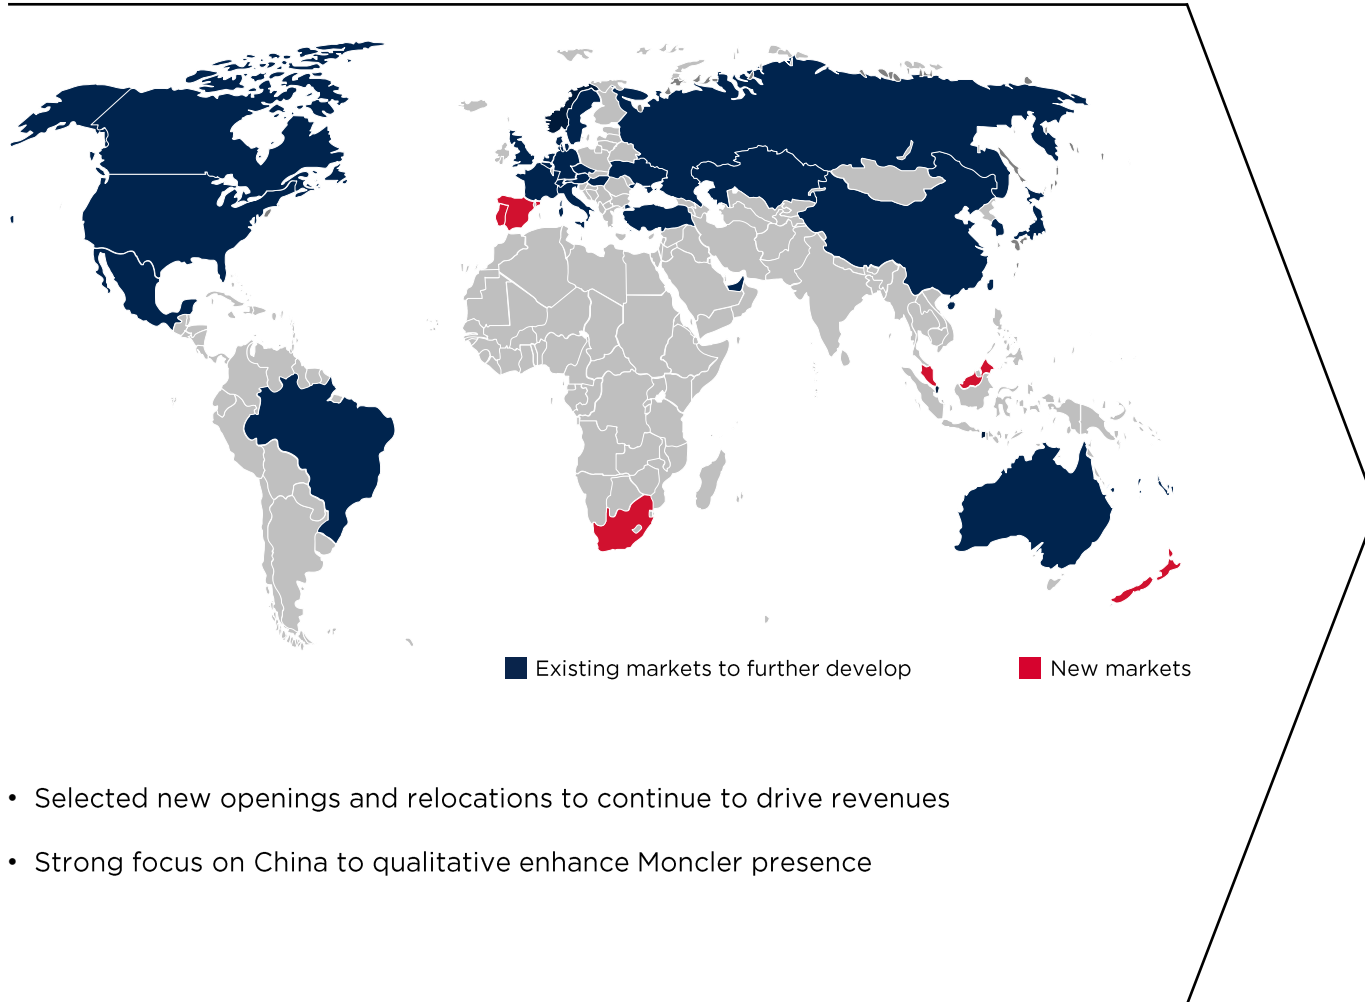 Existing markets to further develop
New markets
• Selected new openings and relocations to continue to drive revenues
• Strong focus on China to qualitative enhance Moncler presence